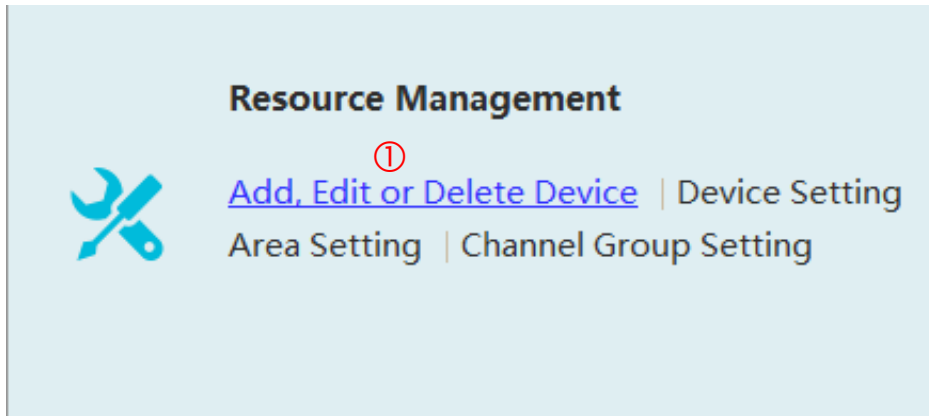 Resource Management
①
Add, Edit or Delete Device | Device Setting
Area Setting | Channel Group Setting